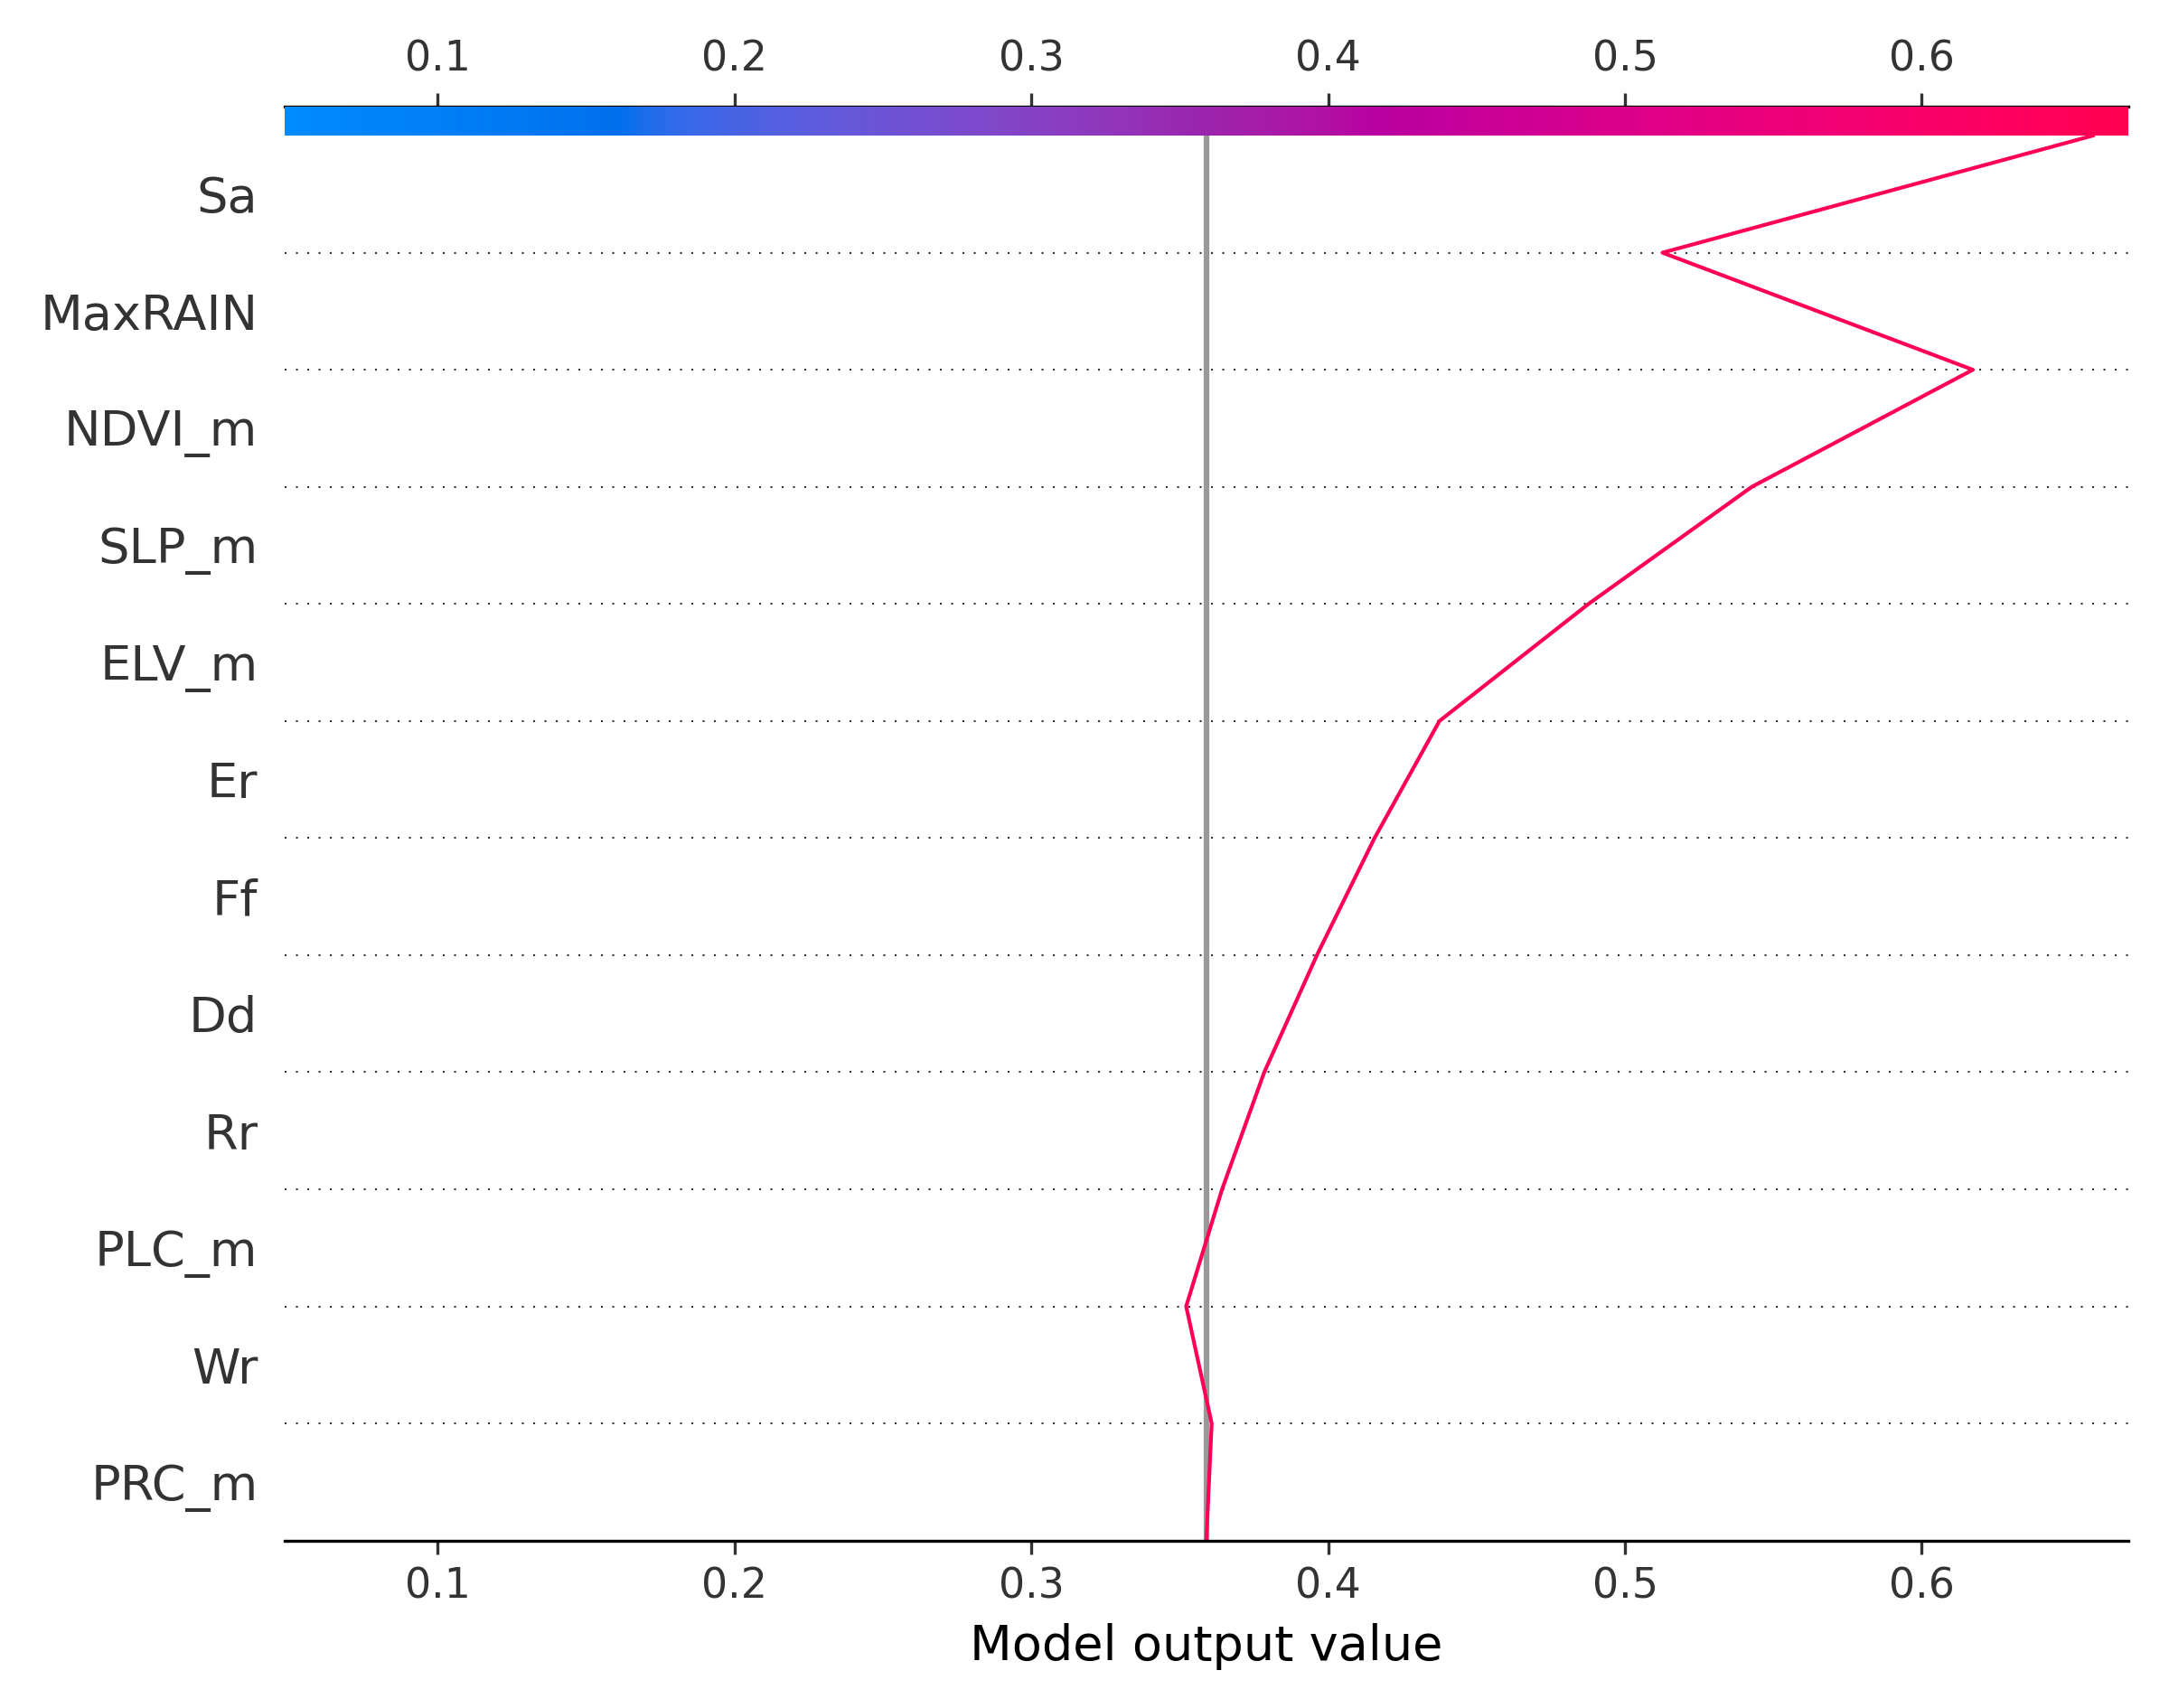 0.1 0.2 0.3 0.4 0.5 0.6
Sa
MaxRAIN
NDVI_m
SLP_m
ELV_m
Er
Ff
Dd
Rr
PLC_m
Wr
PRC_m
0.1 0.2 0.3 0.4 0.5 0.6
Model output value